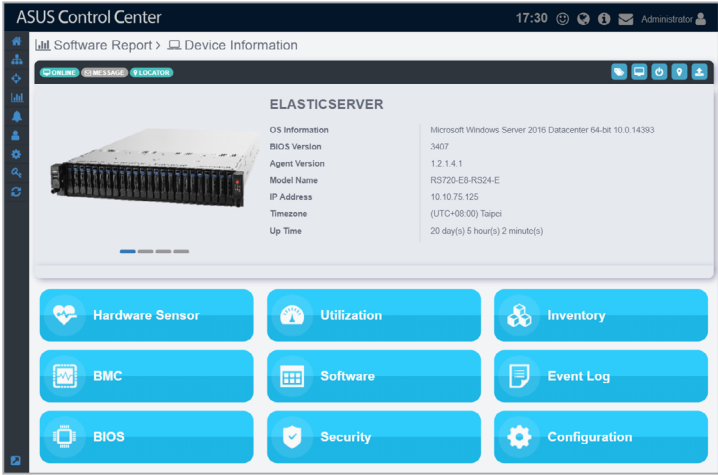 ASUS Control Center
17:30 Administrator
Software Report > Device Information
ONLINE MESSAGE LOCATOR
ELASTICSERVER
OS Information Microsoft Windows Server 2016 Datacenter 64-bit 10.0.14393
BIOS Version 3407
Agent Version 1.2.1.4.1
Model Name RS720-E8-RS24-E
IP Address 10.10.75.125
Timezone (UTC+08:00) Taipei
Up Time 20 day(s) 5 hour(s) 2 minute(s)
Hardware Sensor Utilization Inventory
BMC Software Event Log
BIOS Security Configuration